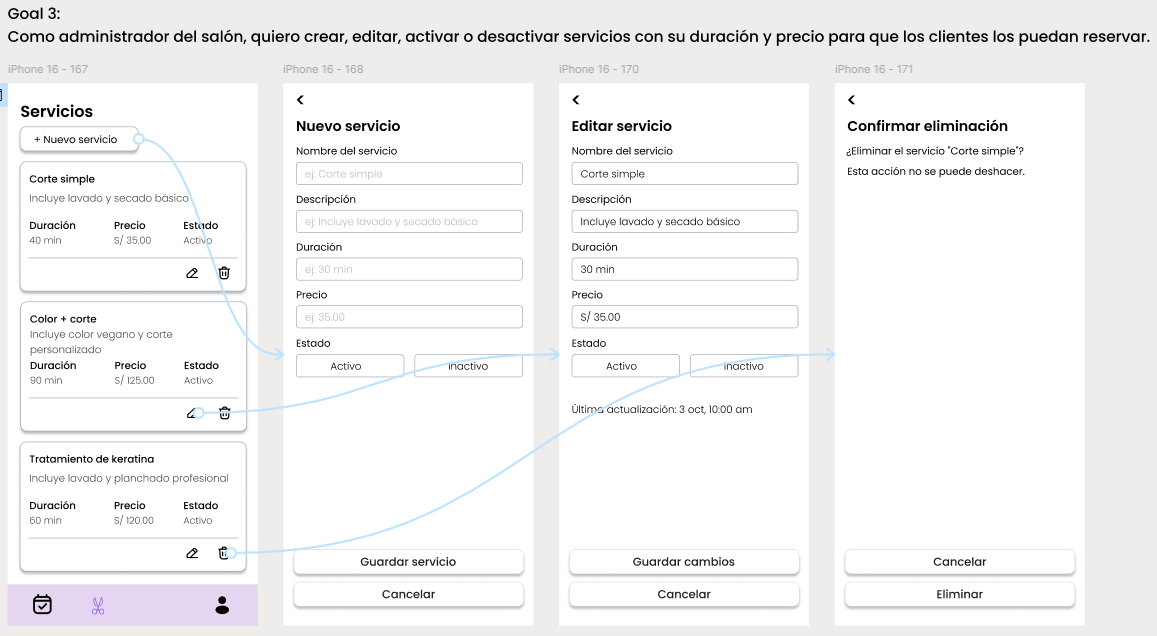 Goal 3:
Como administrador del salón, quiero crear, editar, activar o desactivar servicios con su duración y precio para que los clientes los puedan reservar.
iPhone 16 - 167
Servicios
+ Nuevo servicio
Corte simple
Incluye lavado y secado básico
Duración Precio Estado
40 min S/ 35.00 Activo
Color + corte
Incluye color vegano y corte
personalizado
Duración Precio Estado
90 min S/ 125.00 Activo
Tratamiento de keratina
Incluye lavado y planchado profesional
Duración Precio Estado
60 min S/ 120.00 Activo
iPhone 16 - 168
Nuevo servicio
Nombre del servicio
ej: Corte simple
Descripción
ej: Incluye lavado y secado básico
Duración
ej: 30 min
Precio
ej: 35.00
Estado
Activo Inactivo
Guardar servicio
Cancelar
iPhone 16 - 170
Editar servicio
Nombre del servicio
Corte simple
Descripción
Incluye lavado y secado básico
Duración
30 min
Precio
S/ 35.00
Estado
Activo Inactivo
Última actualización: 3 oct, 10:00 am
Guardar cambios
Cancelar
iPhone 16 - 171
Confirmar eliminación
¿Eliminar el servicio "Corte simple"?
Esta acción no se puede deshacer.
Cancelar
Eliminar